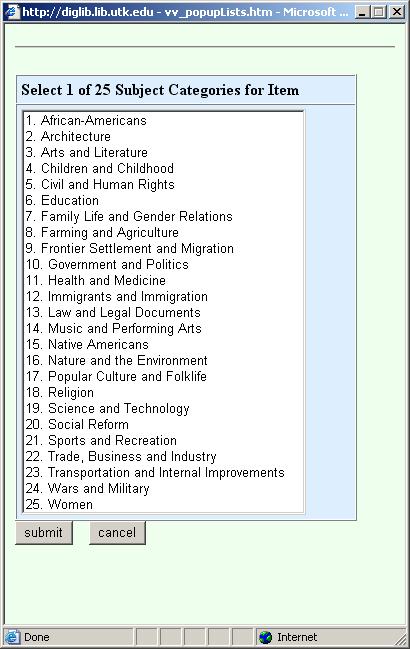 http://diglib.lib.utk.edu - vv_popupLists.htm - Microsoft ...
Select 1 of 25 Subject Categories for Item
1. African-Americans
2. Architecture
3. Arts and Literature
4. Children and Childhood
5. Civil and Human Rights
6. Education
7. Family Life and Gender Relations
8. Farming and Agriculture
9. Frontier Settlement and Migration
10. Government and Politics
11. Health and Medicine
12. Immigrants and Immigration
13. Law and Legal Documents
14. Music and Performing Arts
15. Native Americans
16. Nature and the Environment
17. Popular Culture and Folklife
18. Religion
19. Science and Technology
20. Social Reform
21. Sports and Recreation
22. Trade, Business and Industry
23. Transportation and Internal Improvements
24. Wars and Military
25. Women
submit cancel
Done Internet